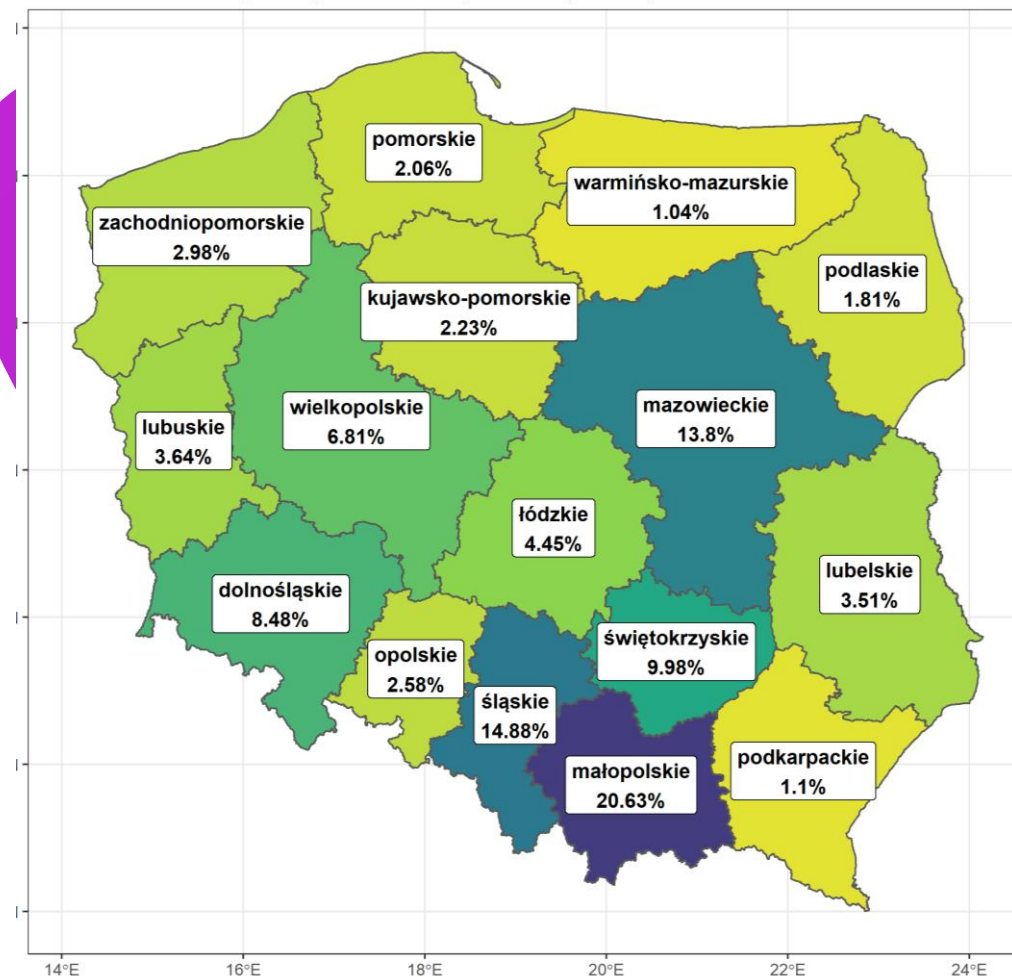 pomorskie
2.06%
warmińsko-mazurskie
1.04%
zachodniopomorskie
2.98%
podlaskie
1.81%
kujawsko-pomorskie
2.23%
wielkopolskie
6.81%
mazowieckie
13.8%
lubuskie
3.64%
łódzkie
4.45%
lubelskie
3.51%
dolnośląskie
8.48%
świętokrzyskie
9.98%
opolskie
2.58%
śląskie
14.88%
małopolskie
20.63%
podkarpackie
1.1%
14°E 16°E 18°E 20°E 22°E 24°E